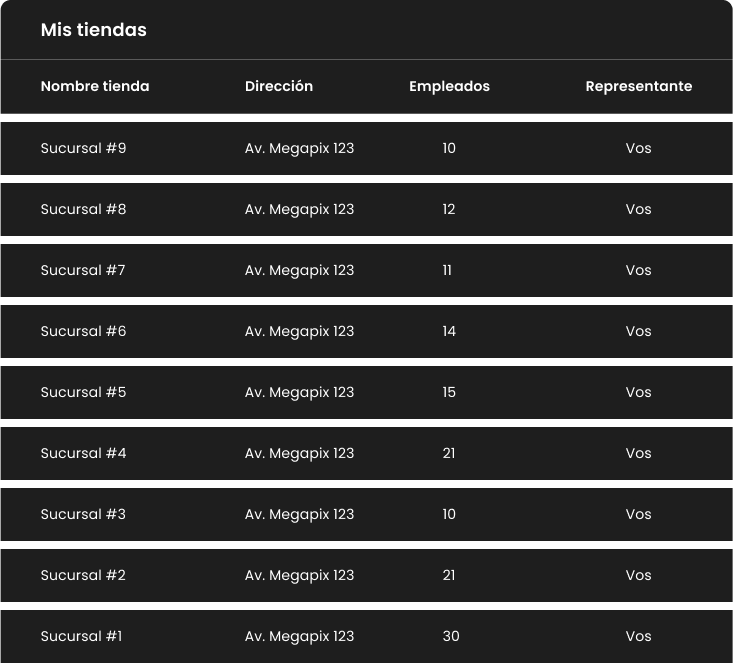 Mis tiendas
Nombre tienda Dirección Empleados Representante
Sucursal #9 Av. Megapix 123 10 Vos
Sucursal #8 Av. Megapix 123 12 Vos
Sucursal #7 Av. Megapix 123 11 Vos
Sucursal #6 Av. Megapix 123 14 Vos
Sucursal #5 Av. Megapix 123 15 Vos
Sucursal #4 Av. Megapix 123 21 Vos
Sucursal #3 Av. Megapix 123 10 Vos
Sucursal #2 Av. Megapix 123 21 Vos
Sucursal #1 Av. Megapix 123 30 Vos